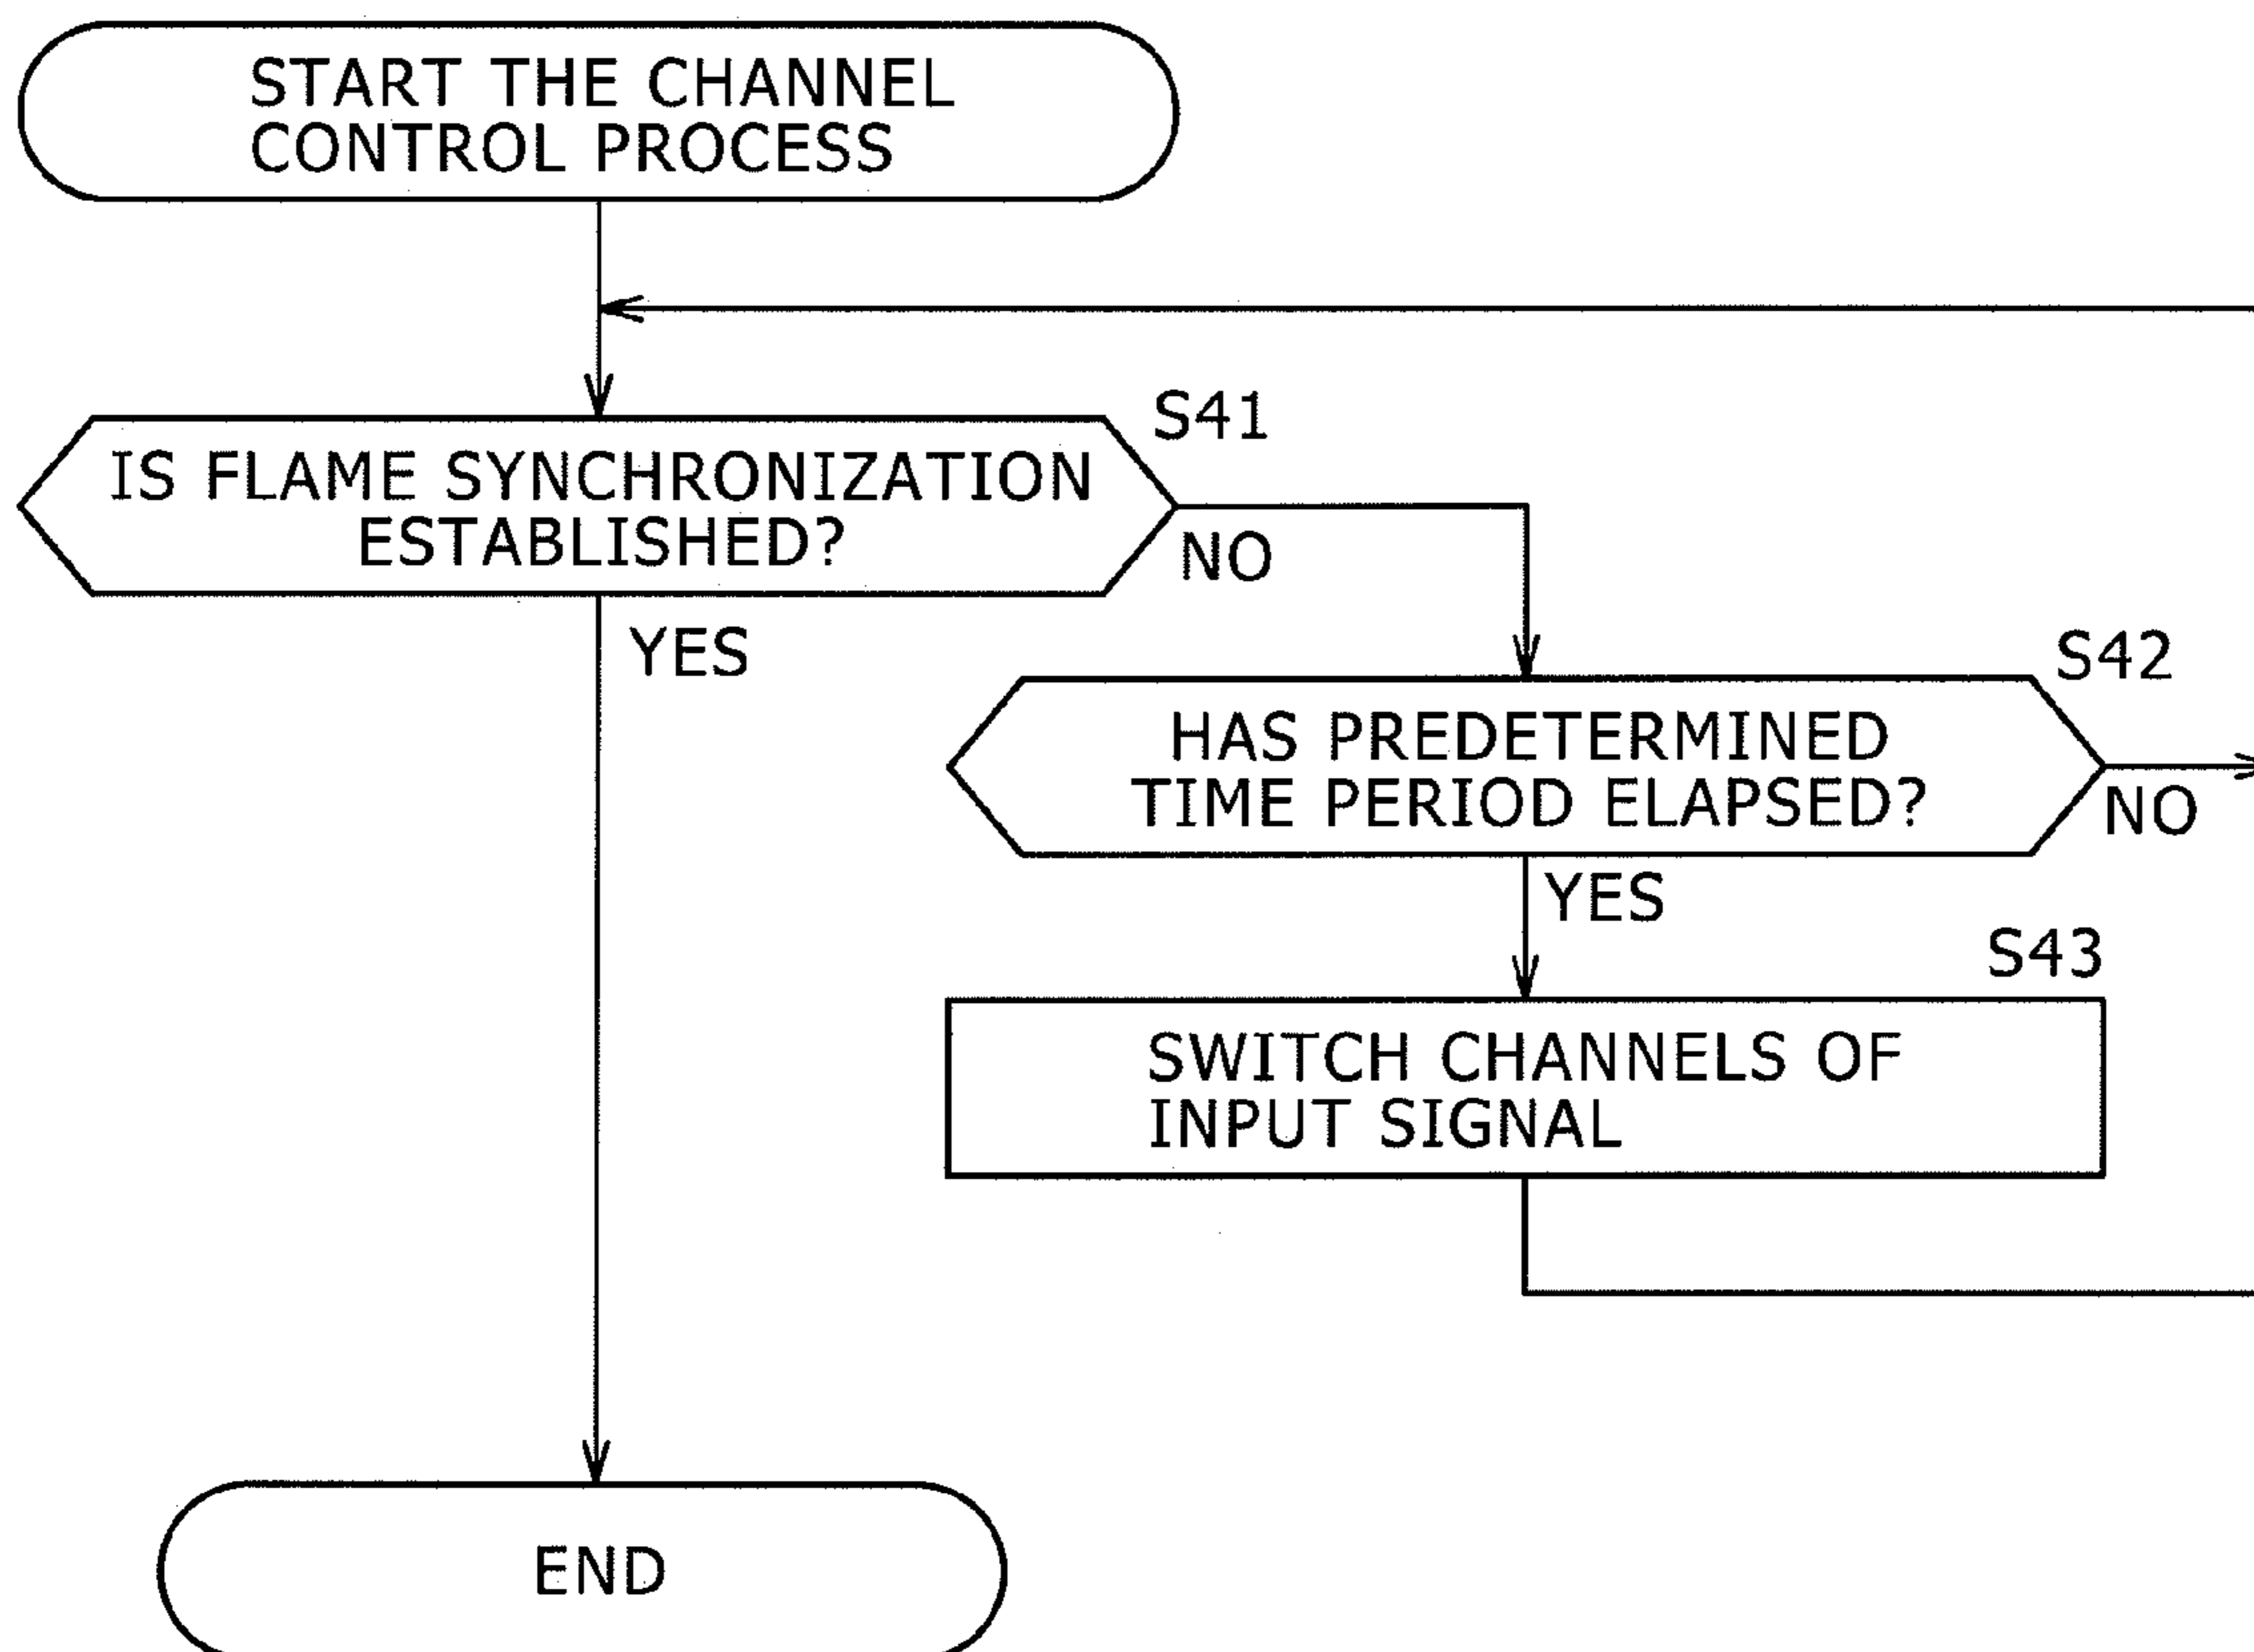 START THE CHANNEL
CONTROL PROCESS
S41
IS FLAME SYNCHRONIZATION
ESTABLISHED?
NO
YES
S42
HAS PREDETERMINED
TIME PERIOD ELAPSED?
NO
YES
S43
SWITCH CHANNELS OF
INPUT SIGNAL
END